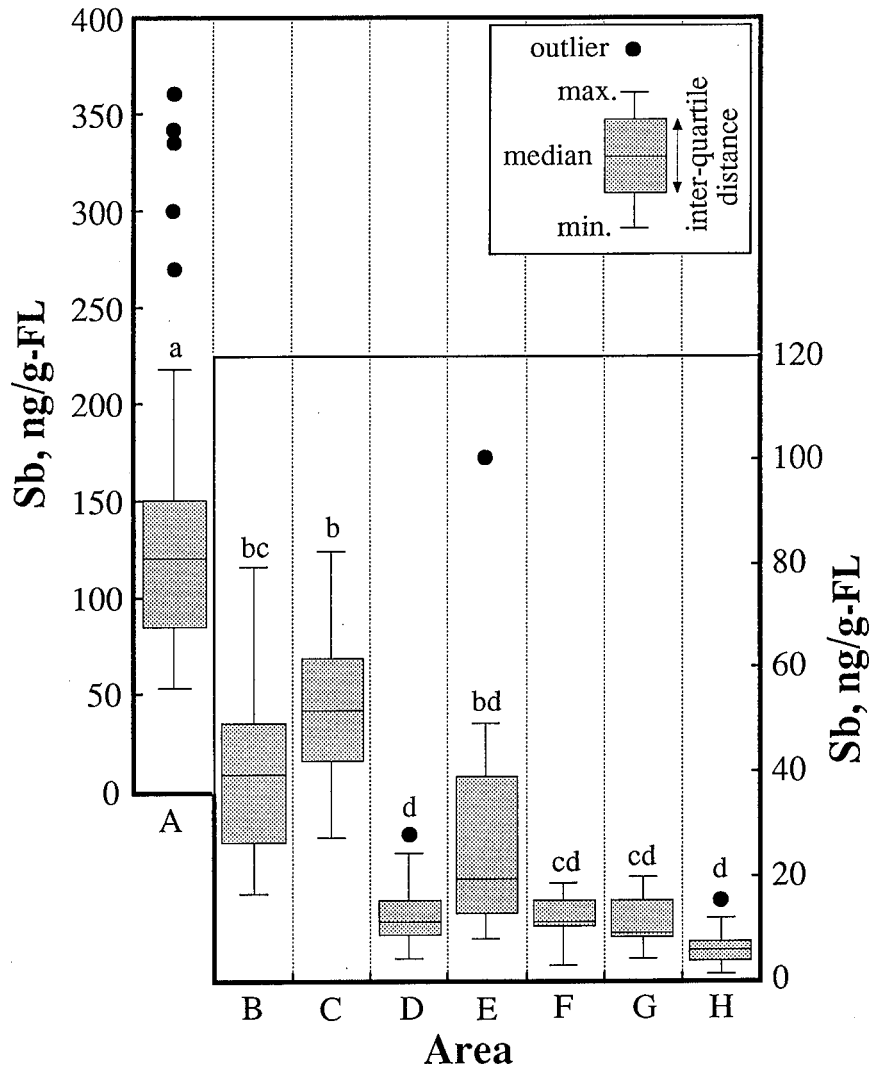 400
350
300
250
200
150
100
50
0
Sb, ng/g-FL
outlier
max.
median
min.
inter-quartile
distance
120
100
80
60
40
20
0
Sb, ng/g-FL
a
bc
b
d
bd
cd
cd
d
A
B C D E F G H
Area